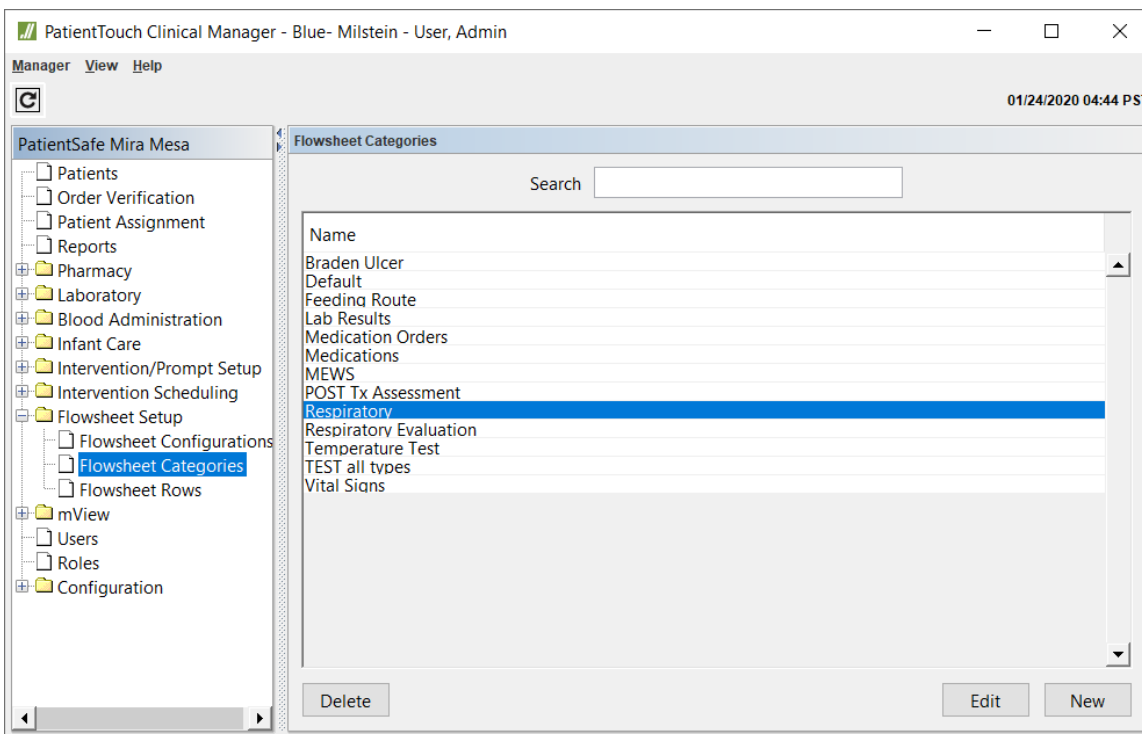 PatientTouch Clinical Manager - Blue- Milstein - User, Admin
Manager View Help
01/24/2020 04:44 PS
PatientSafe Mira Mesa
Patients
Order Verification
Patient Assignment
Reports
Pharmacy
Laboratory
Blood Administration
Infant Care
Intervention/Prompt Setup
Intervention Scheduling
Flowsheet Setup
Flowsheet Configurations
Flowsheet Categories
Flowsheet Rows
mView
Users
Roles
Configuration
Flowsheet Categories
Search
Name
Braden Ulcer
Default
Feeding Route
Lab Results
Medication Orders
Medications
MEWS
POST Tx Assessment
Respiratory
Respiratory Evaluation
Temperature Test
TEST all types
Vital Signs
Delete
Edit
New